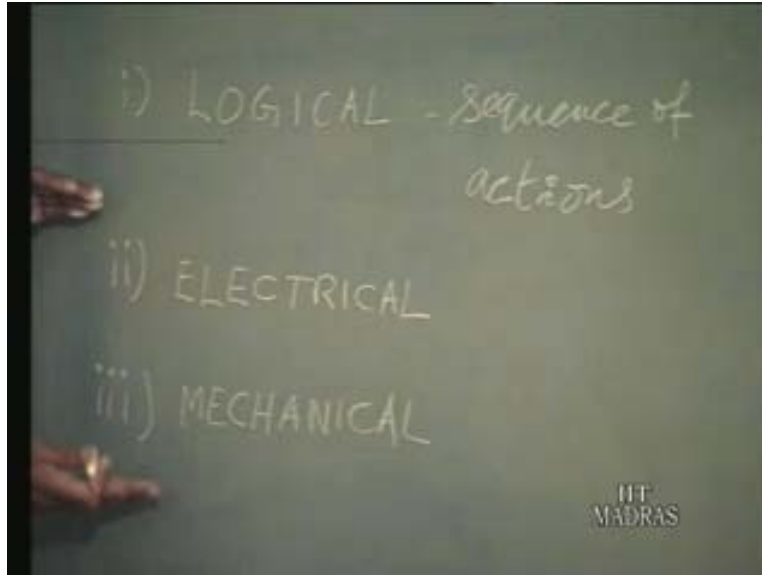 i) LOGICAL - sequence of
actions
ii) ELECTRICAL
iii) MECHANICAL
IIT
MADRAS